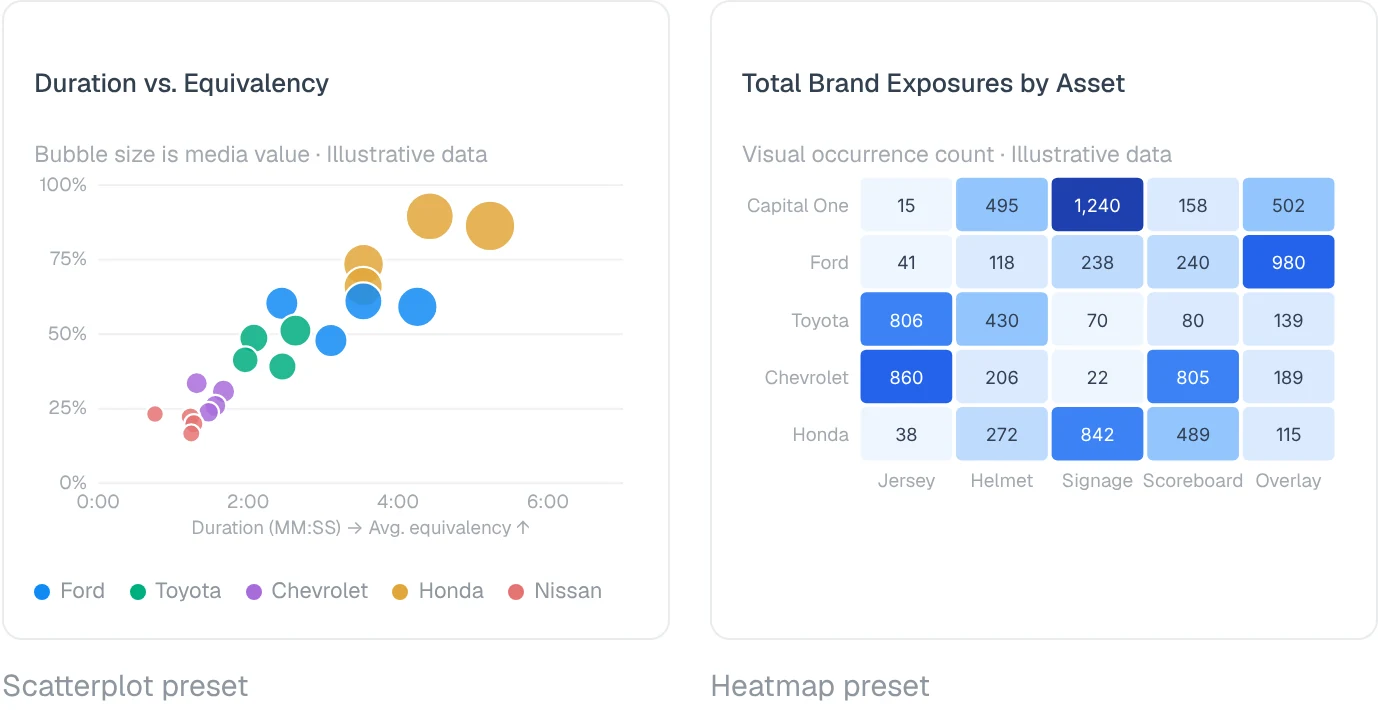 Duration vs. Equivalency
Bubble size is media value · Illustrative data
100%
75%
50%
25%
0%
0:00 2:00 4:00 6:00
Duration (MM:SS) → Avg. equivalency ↑
Ford Toyota Chevrolet Honda Nissan
Scatterplot preset
Total Brand Exposures by Asset
Visual occurrence count · Illustrative data
Capital One 15 495 1,240 158 502
Ford 41 118 238 240 980
Toyota 806 430 70 80 139
Chevrolet 860 206 22 805 189
Honda 38 272 842 489 115
Jersey Helmet Signage Scoreboard Overlay
Heatmap preset